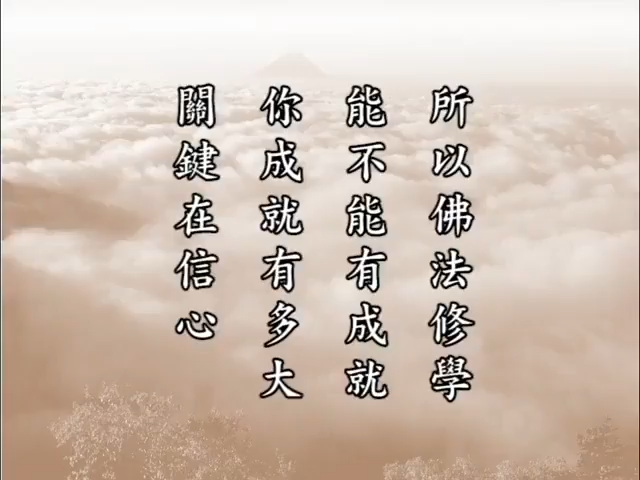 所以佛法修學
能不能有成就
你成就有多大
關鍵在信心